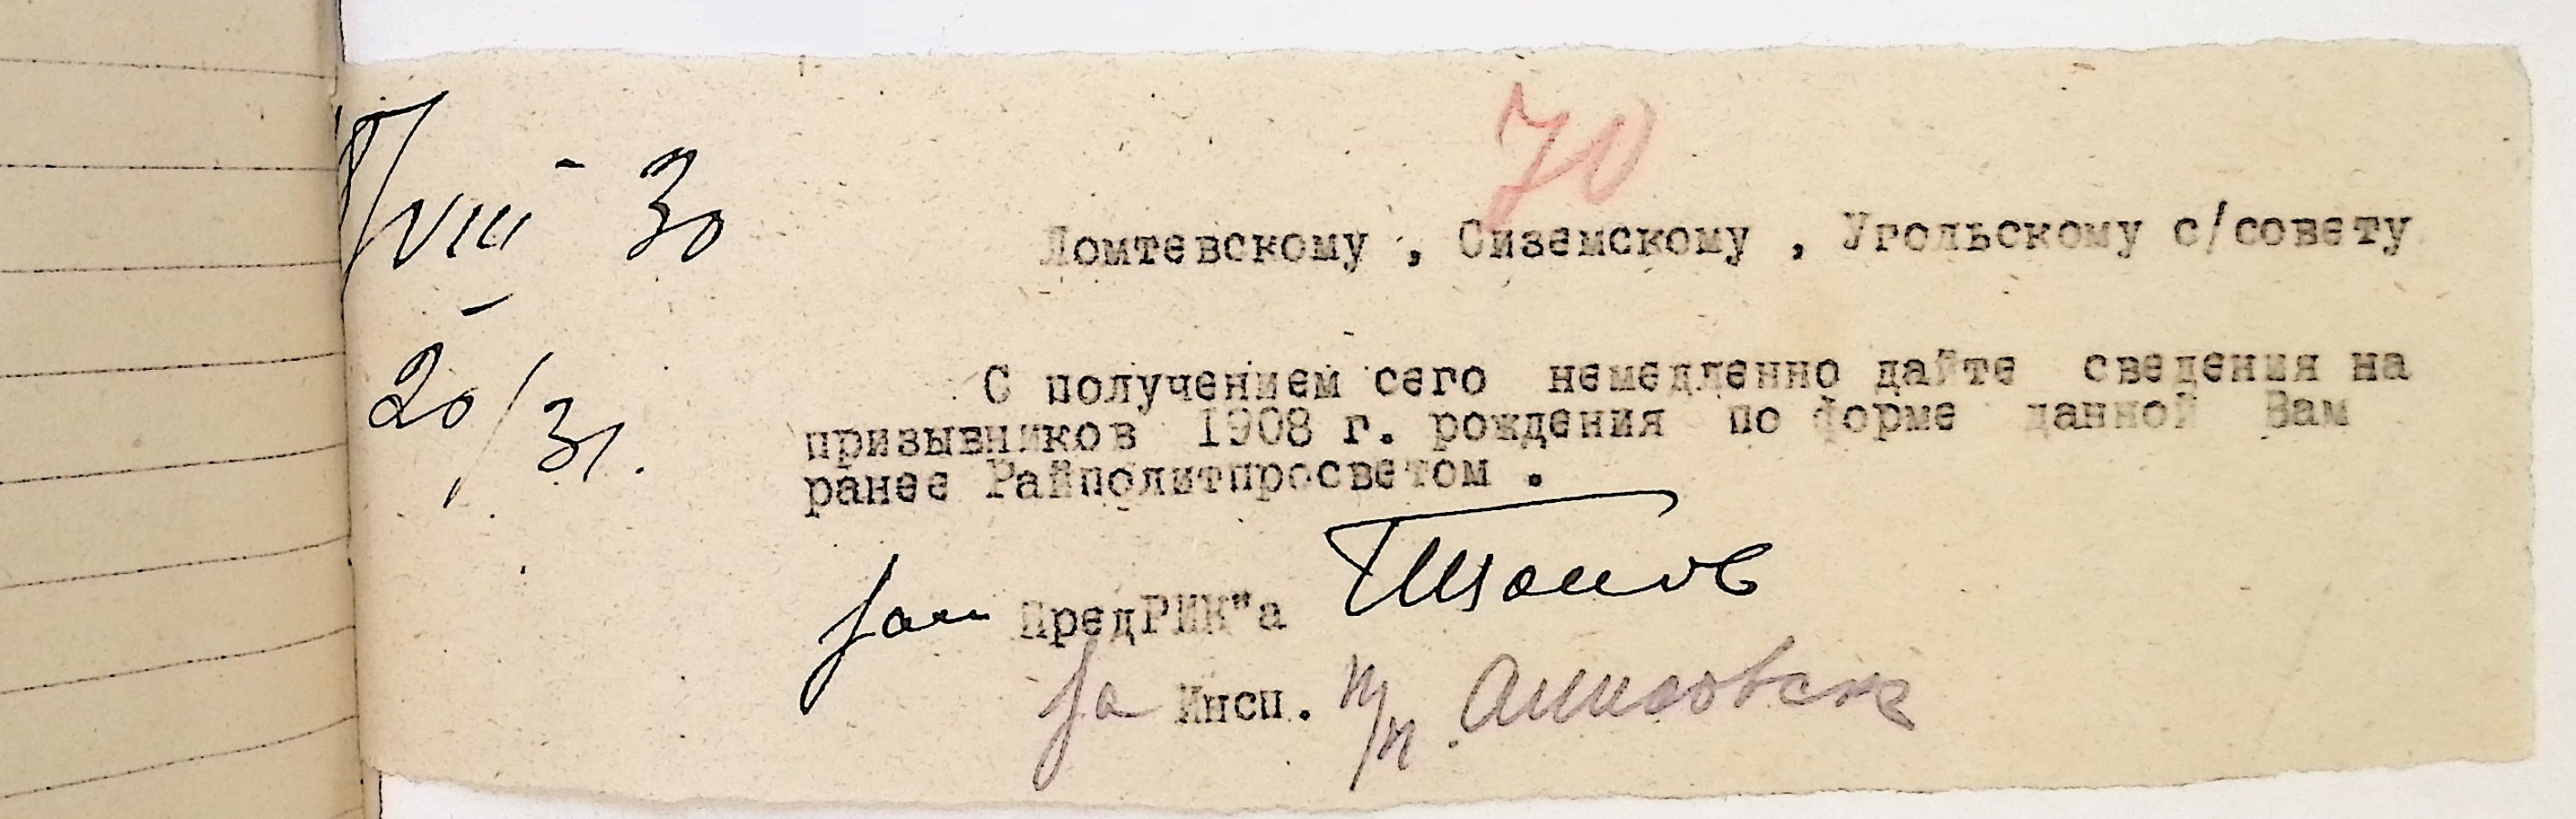 70
/VIII - 30
Ломтевскому , Сиземскому , Угольскому с/совету
20/31.
С получением сего немедленно дайте сведения на
призывников 1908 г. рождения по форме данной Вам
ранее Райполитпросветом .
Зам ПредРИК"а
За Инсп.